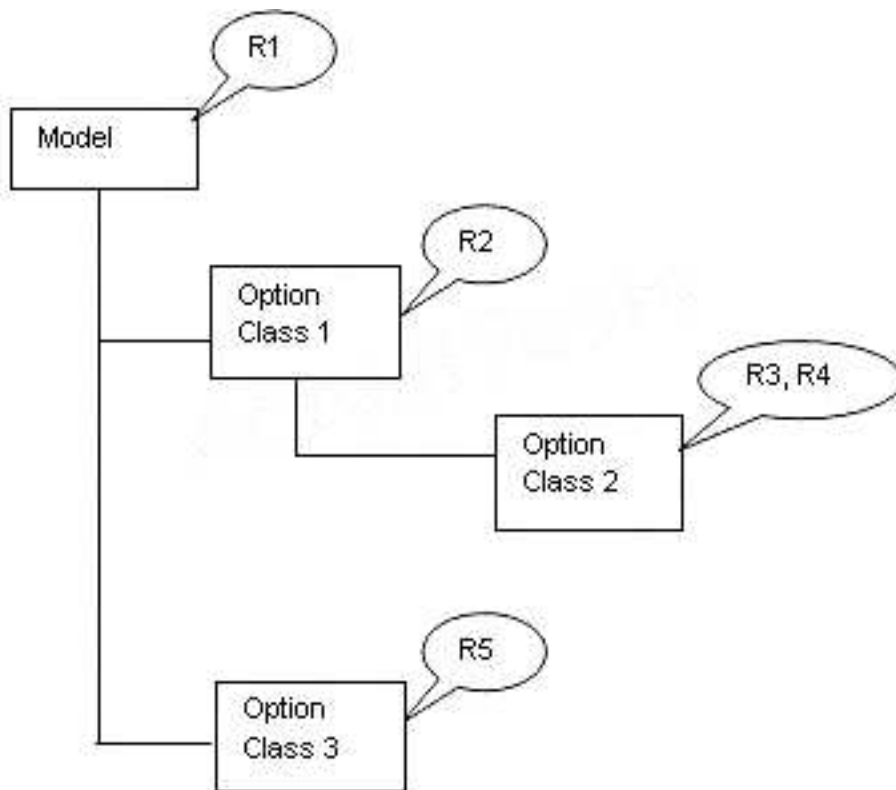 R1
Model
R2
Option
Class 1
R3, R4
Option
Class 2
R5
Option
Class 3